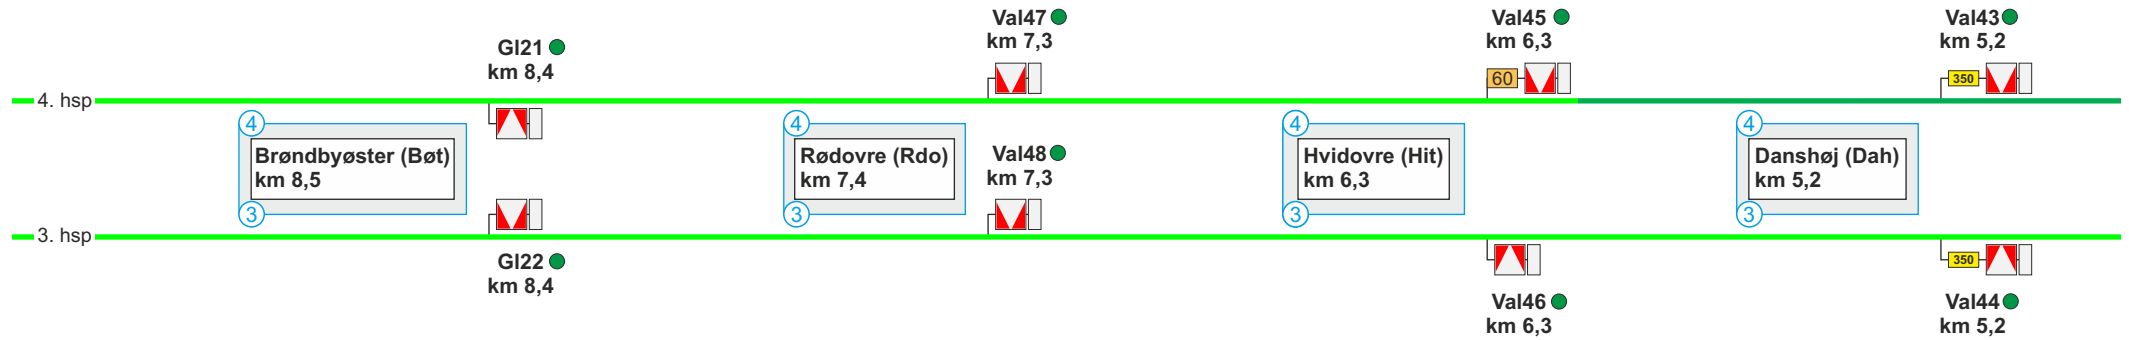 Gl21
km 8,4
Val47
km 7,3
Val45
km 6,3
Val43
km 5,2
60
350
4. hsp
4
Brøndbyøster (Bøt)
km 8,5
3
4
Rødovre (Rdo)
km 7,4
3
Val48
km 7,3
4
Hvidovre (Hit)
km 6,3
3
4
Danshøj (Dah)
km 5,2
3
3. hsp
Gl22
km 8,4
350
Val46
km 6,3
Val44
km 5,2